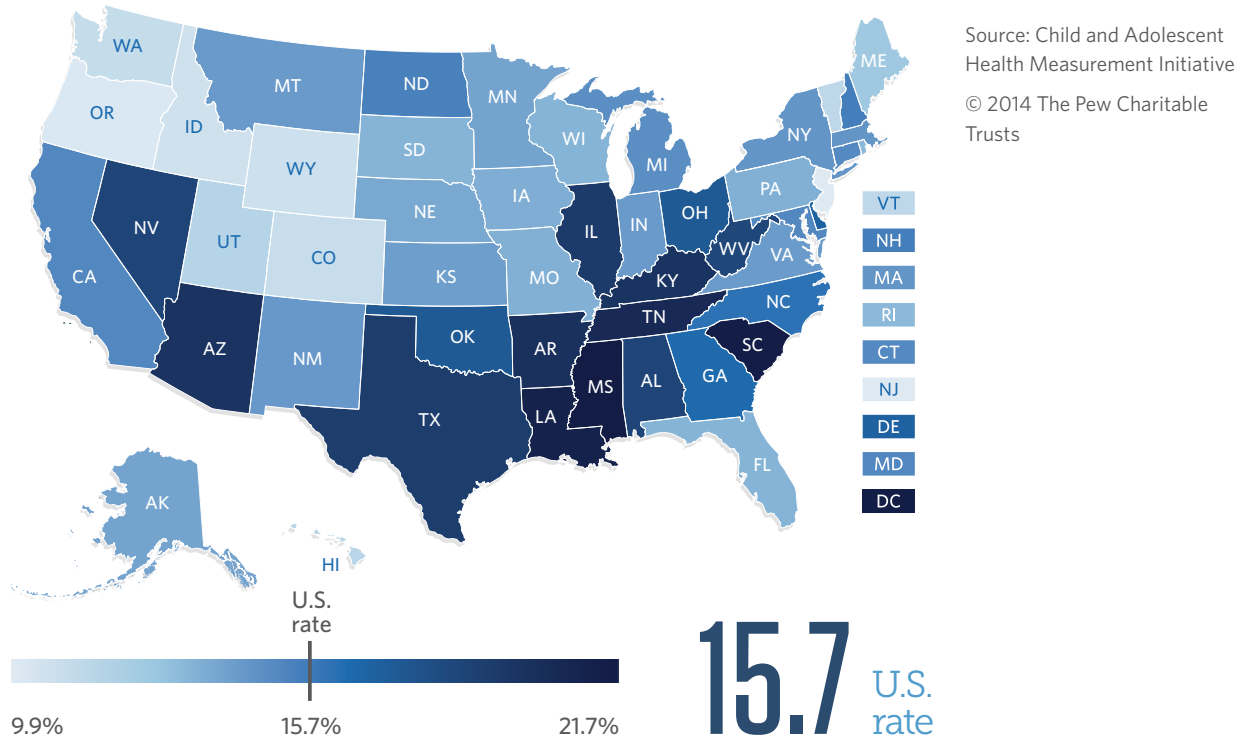 WA
OR
ID
MT
ND
MN
SD
WI
WY
MI
NY
ME
CA
NV
UT
CO
NE
IA
KS
MO
IL
IN
OH
PA
WV
VA
KY
NC
TN
SC
AZ
NM
OK
AR
TX
LA
MS
AL
GA
FL
AK
HI
Source: Child and Adolescent
Health Measurement Initiative
© 2014 The Pew Charitable
Trusts
VT
NH
MA
RI
CT
NJ
DE
MD
DC
U.S.
rate
9.9%
15.7%
21.7%
15.7
U.S.
rate